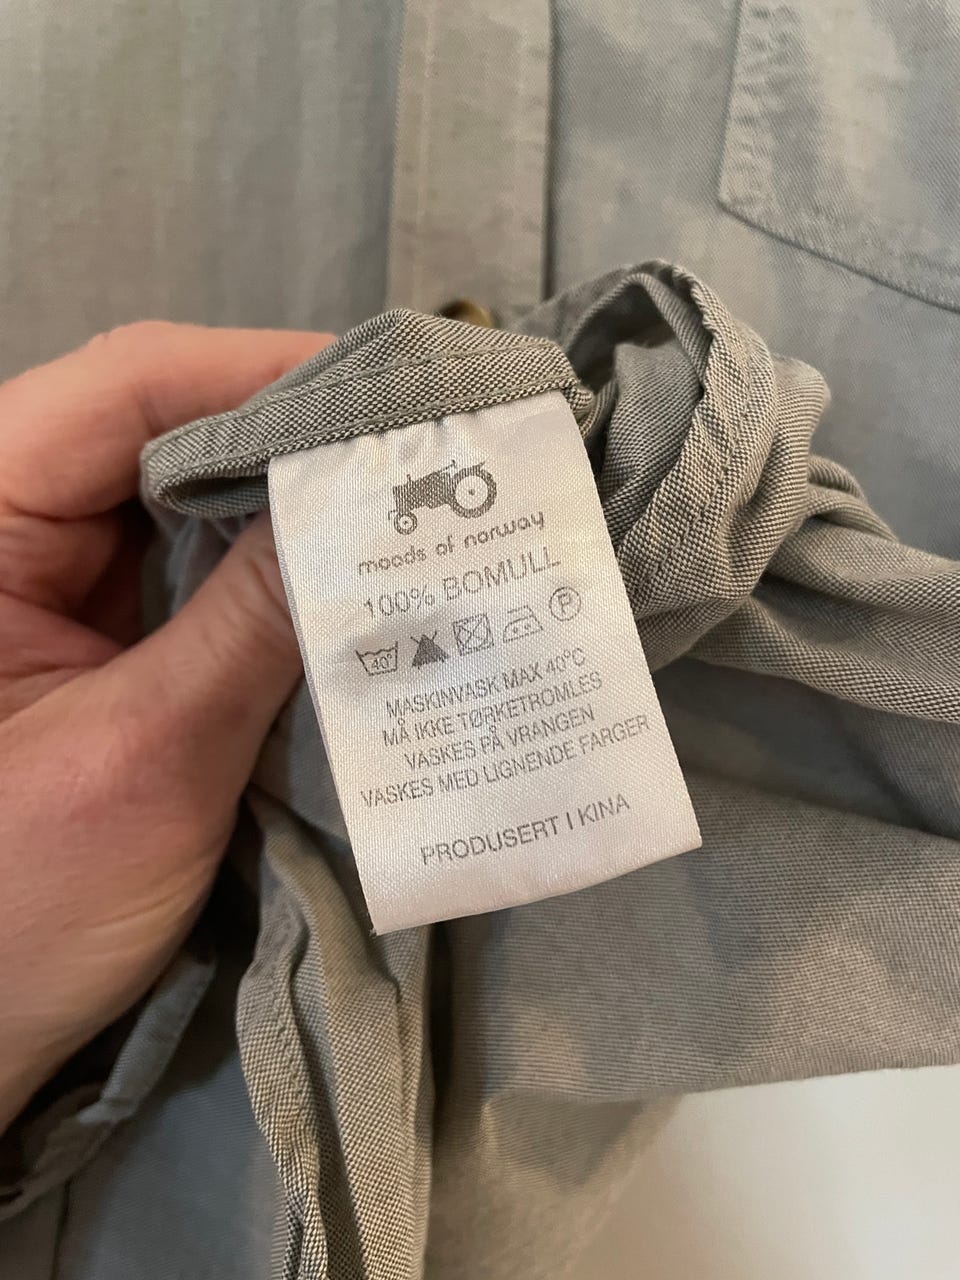 moods of norway
100% BOMULL
40° P
MASKINVASK MAX 40°C
MÅ IKKE TØRKETROMLES
VASKES PÅ VRANGEN
VASKES MED LIGNENDE FARGER
PRODUSERT I KINA